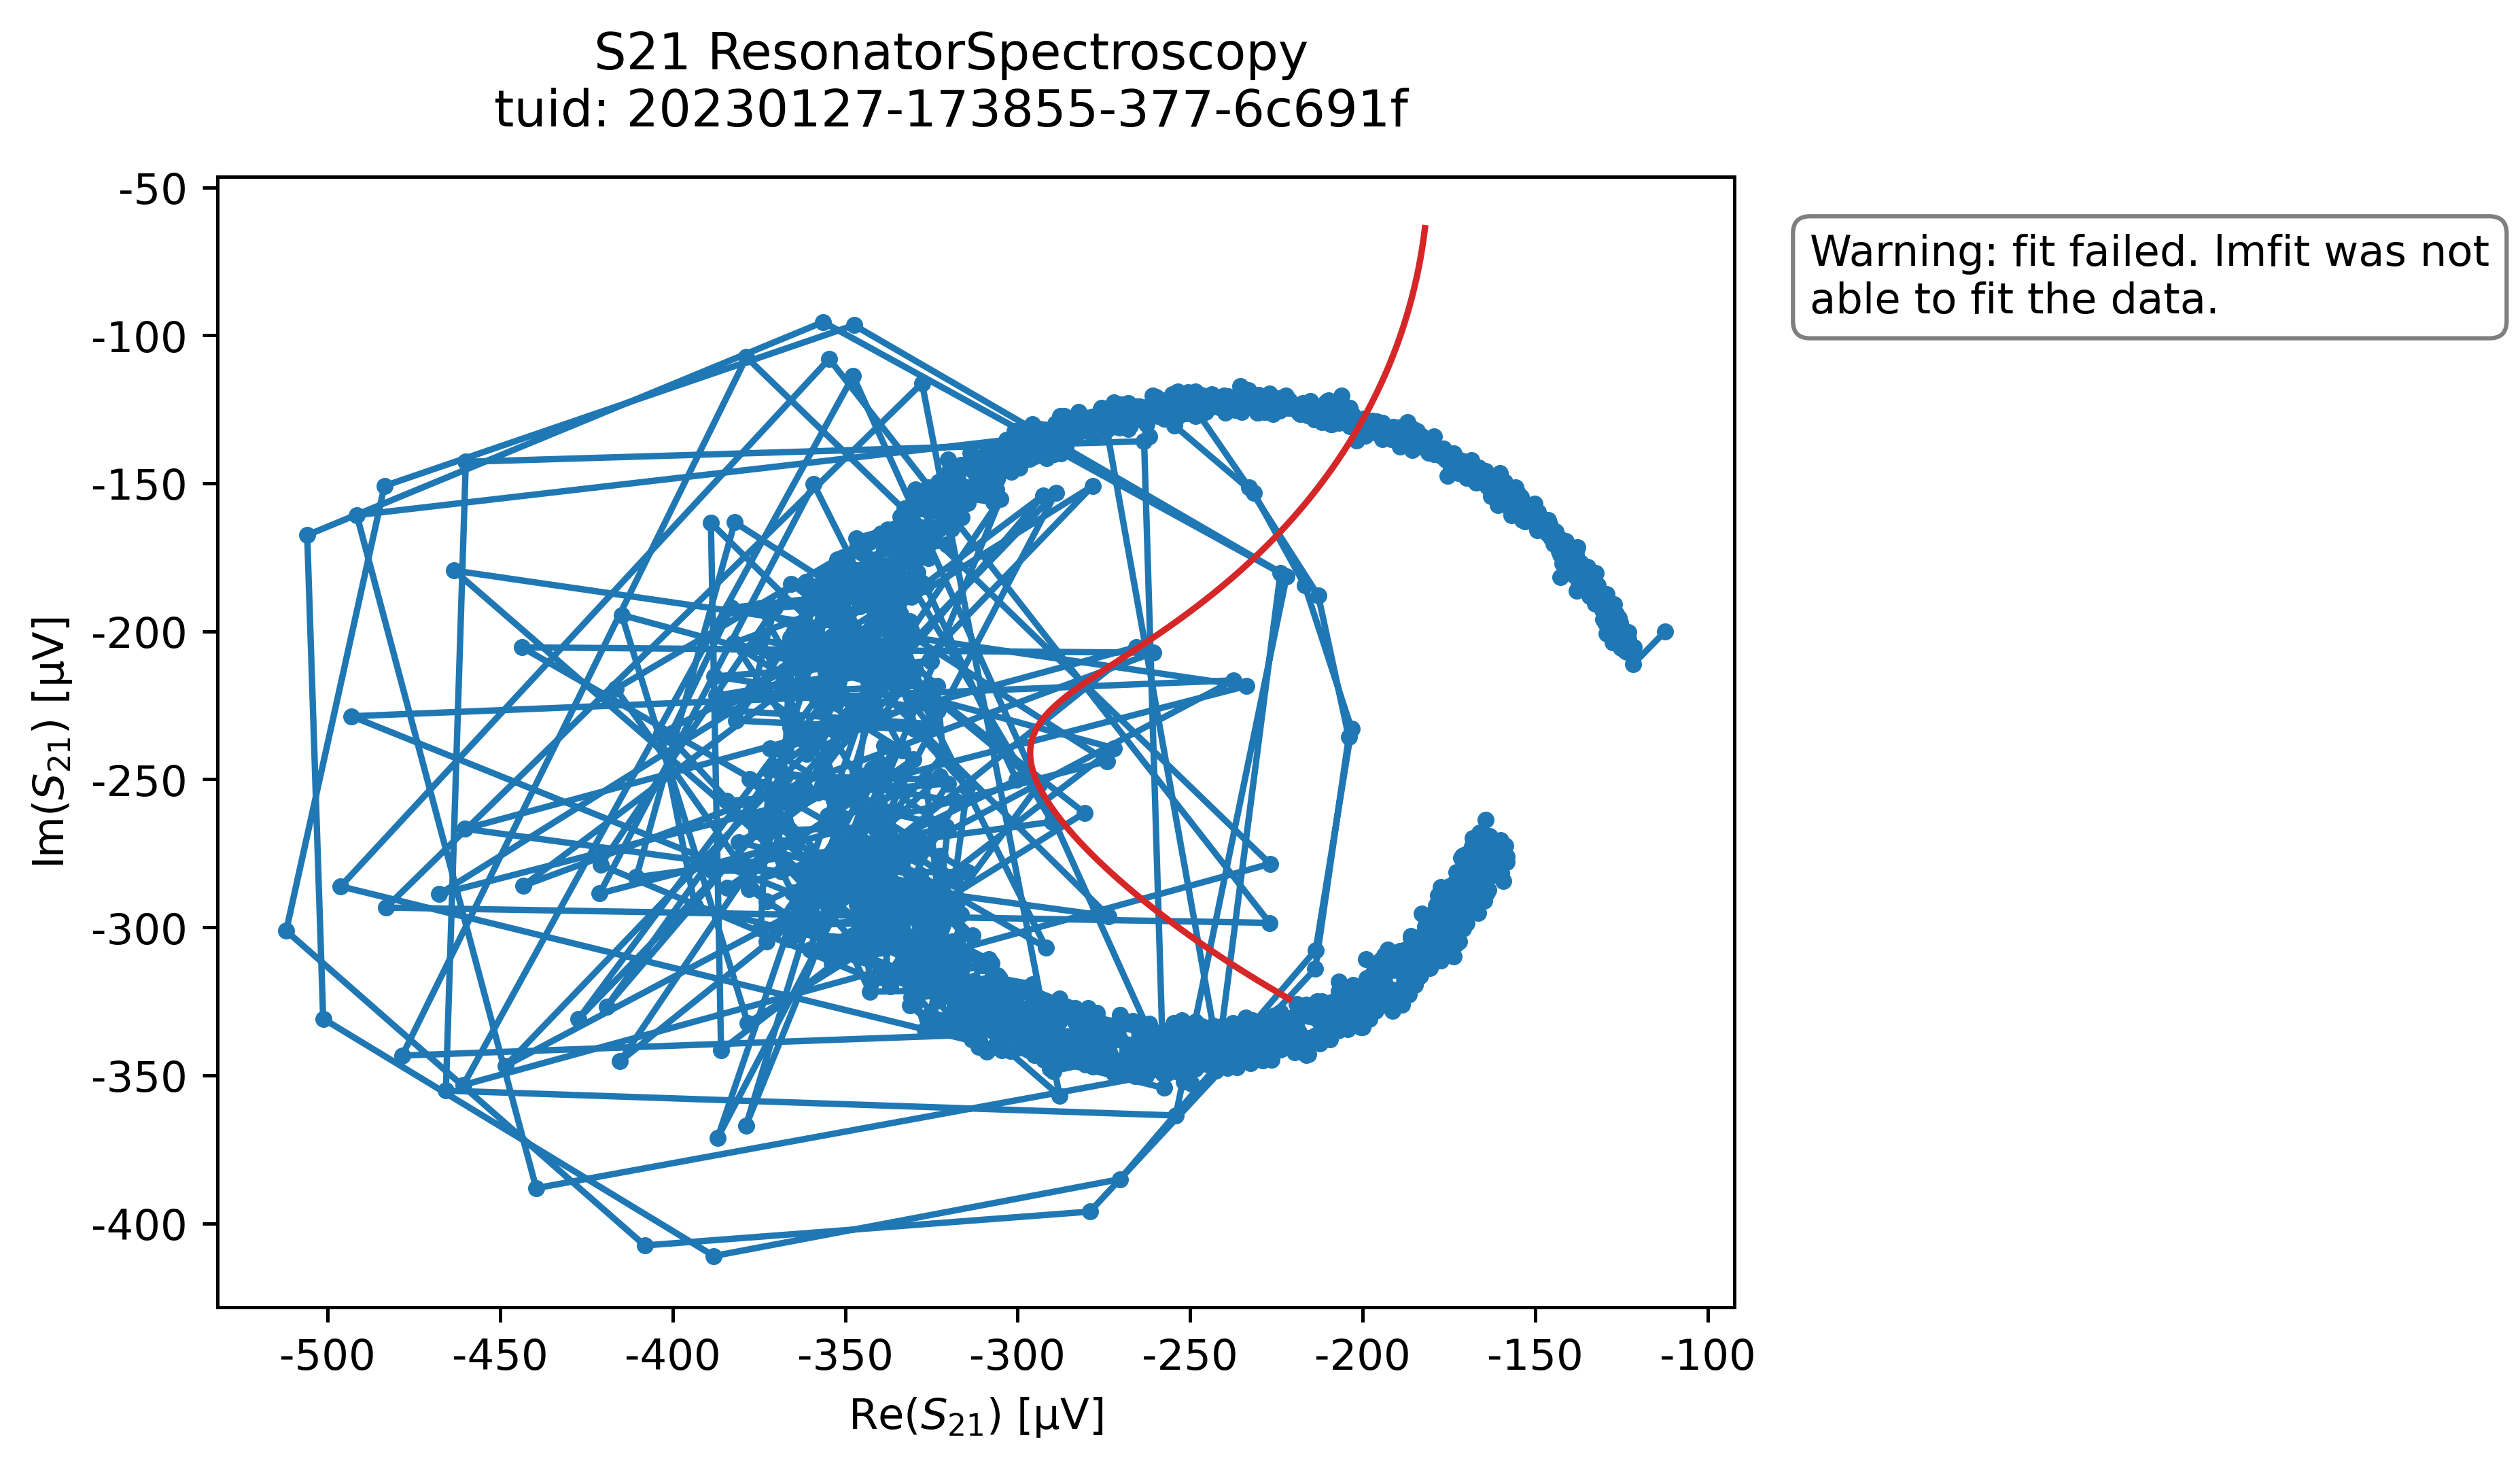 S21 ResonatorSpectroscopy
tuid: 20230127-173855-377-6c691f
Warning: fit failed. lmfit was not
able to fit the data.
Im(S21) [µV]
-50
-100
-150
-200
-250
-300
-350
-400
-500
-450
-400
-350
-300
-250
-200
-150
-100
Re(S21) [µV]